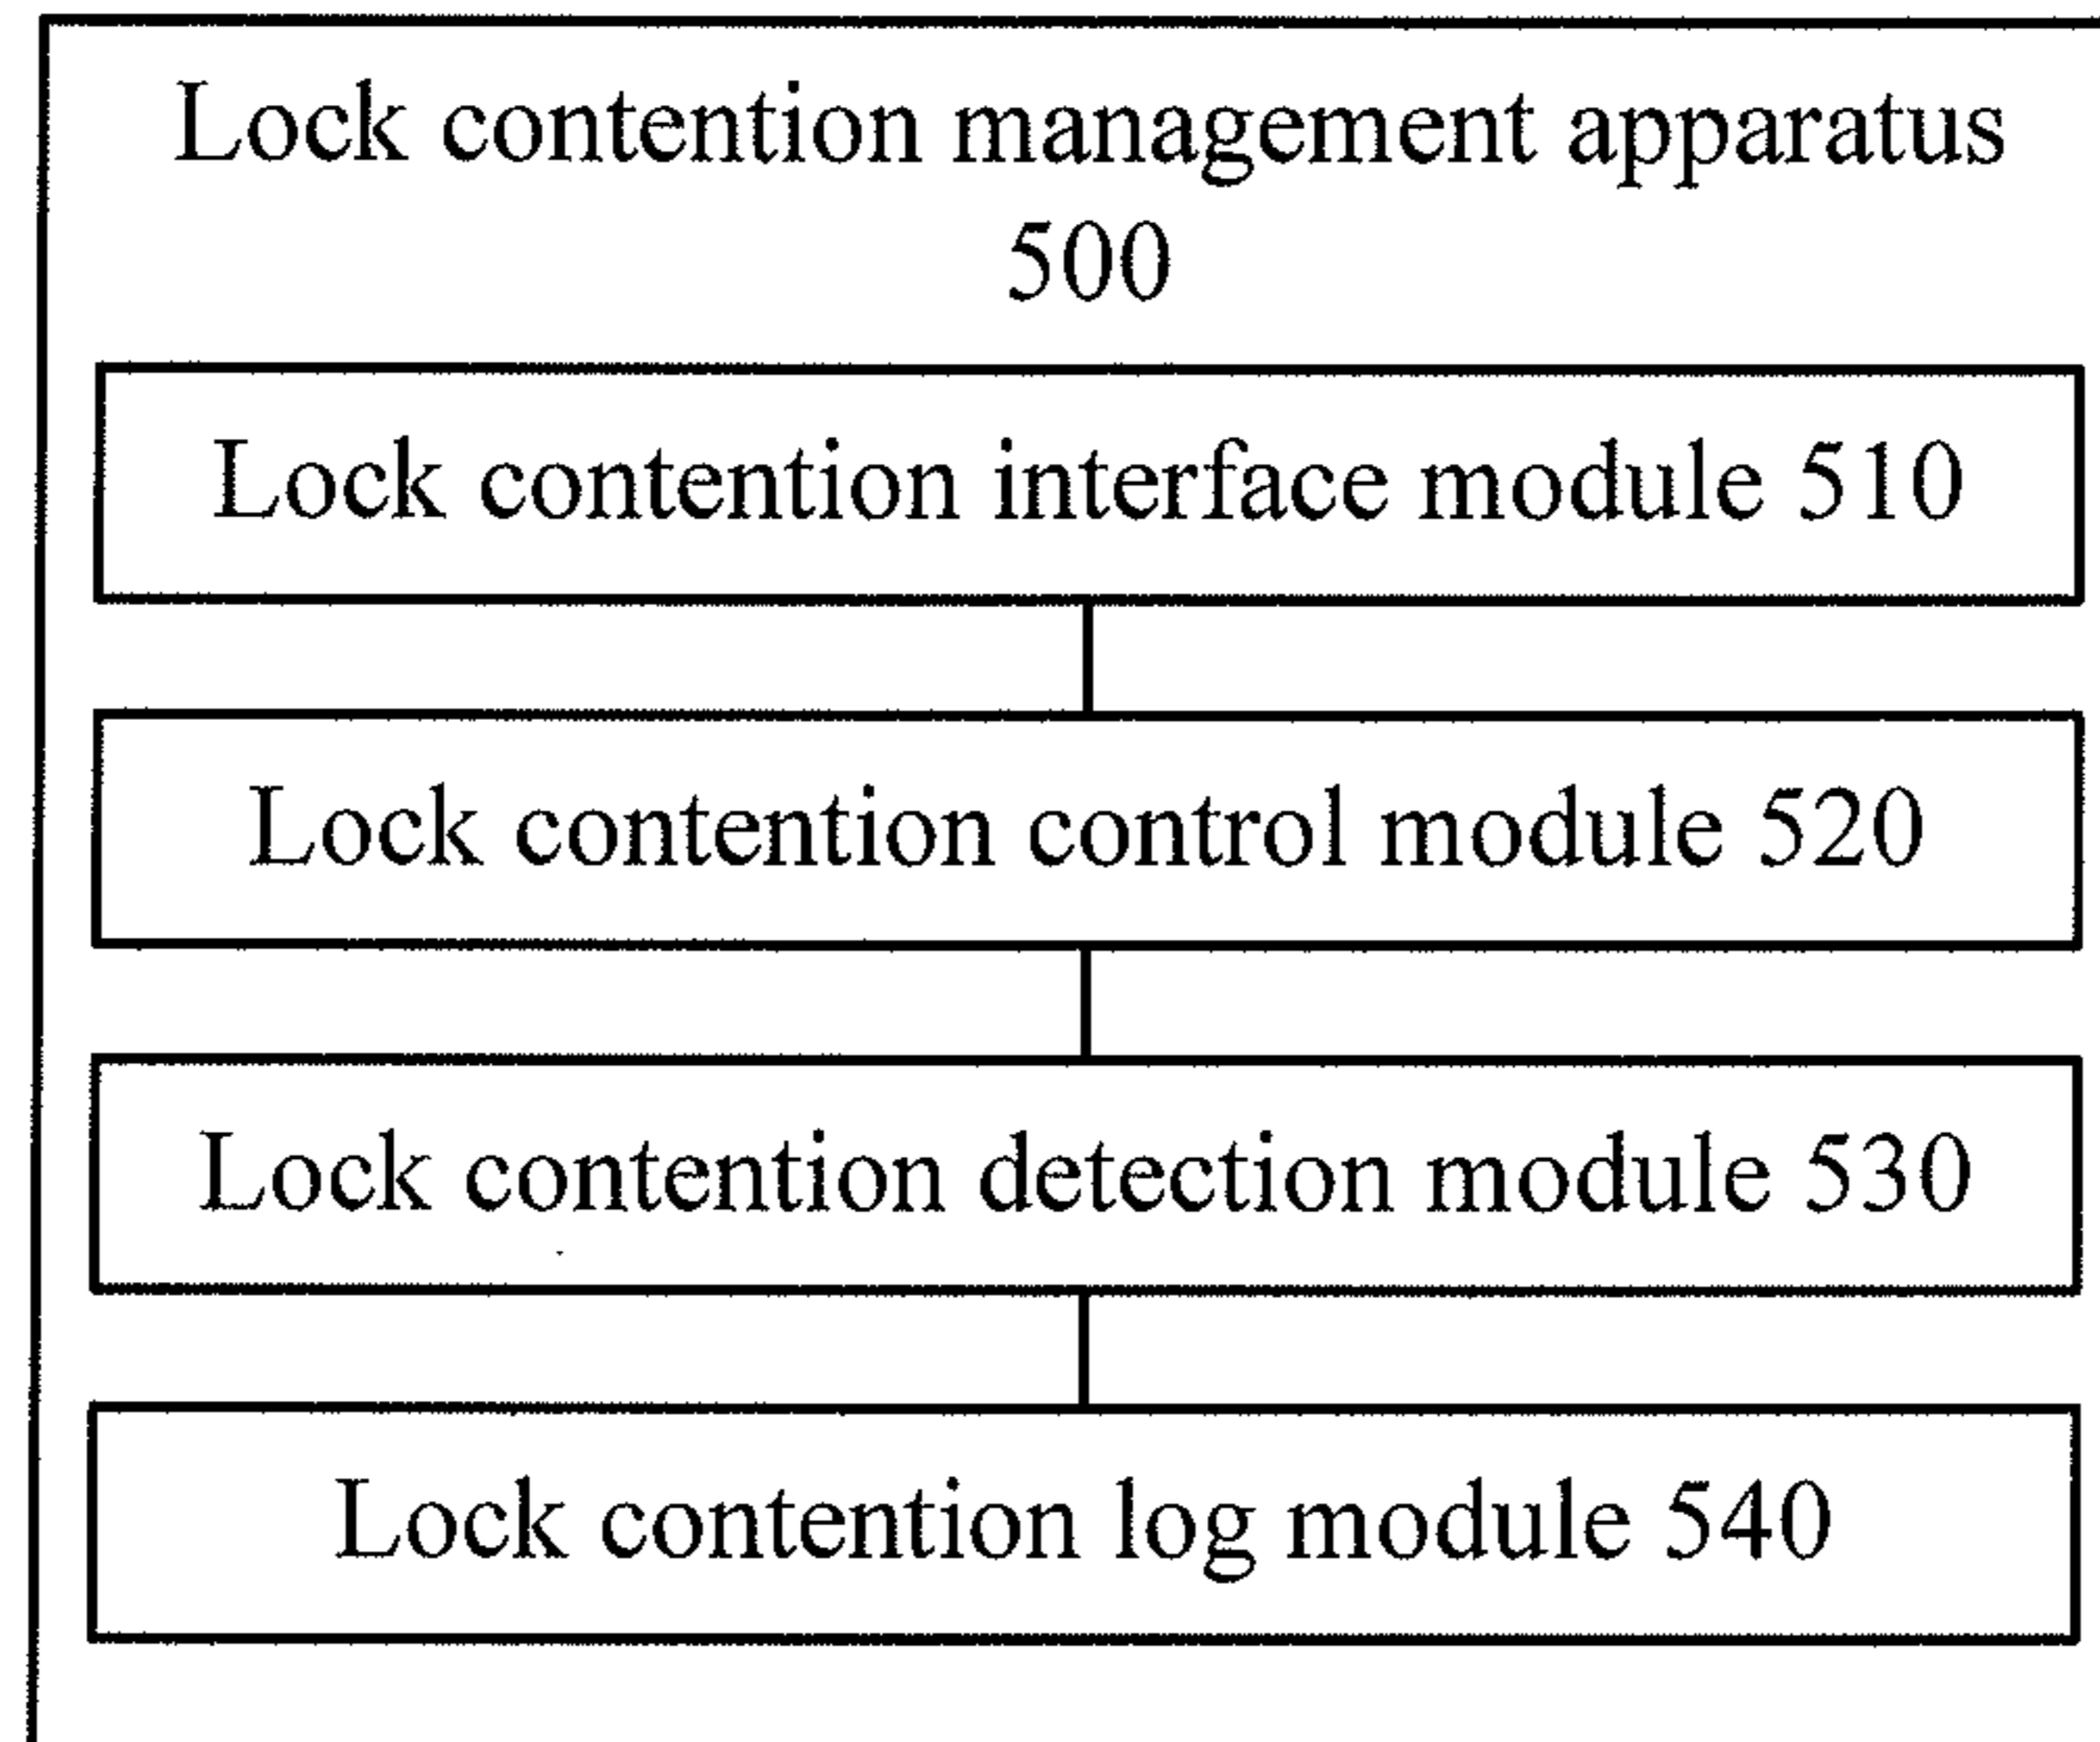 Lock contention management apparatus
500
Lock contention interface module 510
Lock contention control module 520
Lock contention detection module 530
Lock contention log module 540